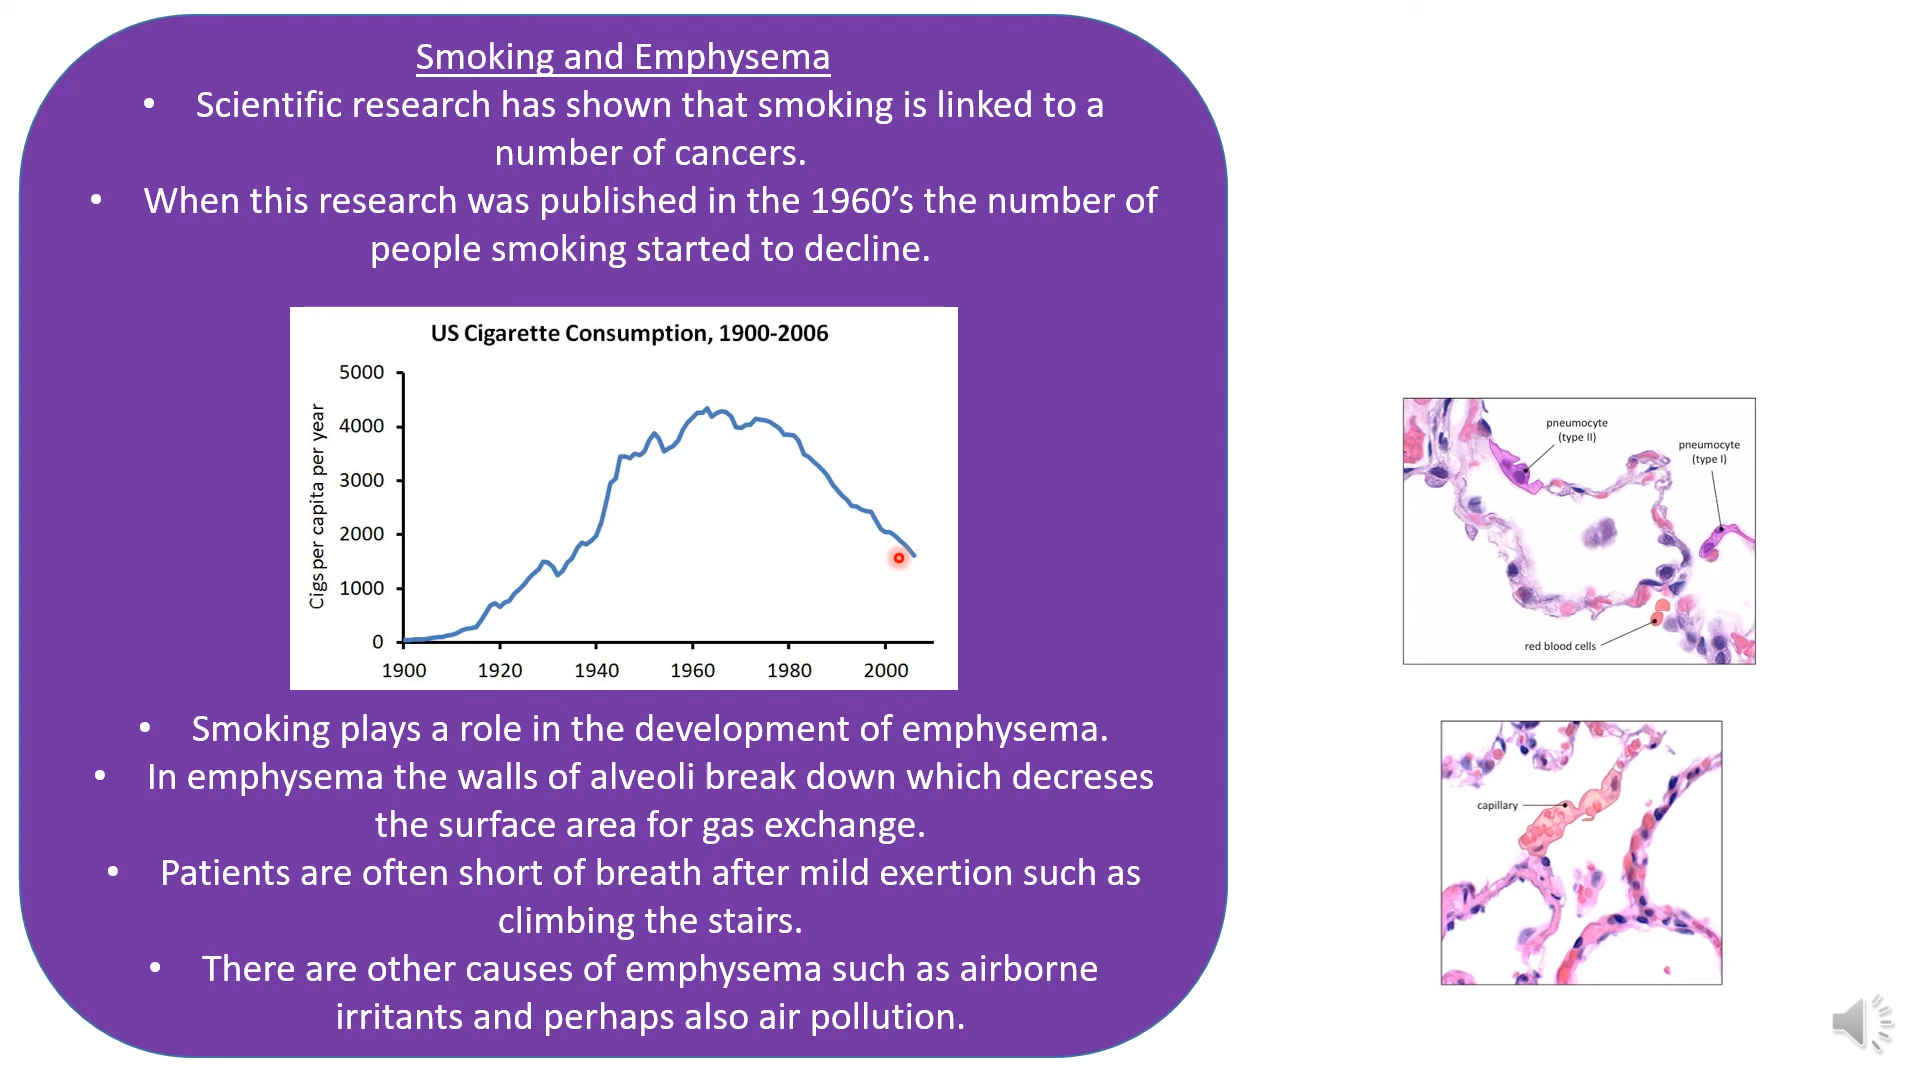 Smoking and Emphysema
• Scientific research has shown that smoking is linked to a
number of cancers.
• When this research was published in the 1960’s the number of
people smoking started to decline.
US Cigarette Consumption, 1900-2006
Cigs per capita per year
5000
4000
3000
2000
1000
0
1900 1920 1940 1960 1980 2000
• Smoking plays a role in the development of emphysema.
• In emphysema the walls of alveoli break down which decreses
the surface area for gas exchange.
• Patients are often short of breath after mild exertion such as
climbing the stairs.
• There are other causes of emphysema such as airborne
irritants and perhaps also air pollution.
pneumocyte
(type II)
pneumocyte
(type I)
red blood cells
capillary